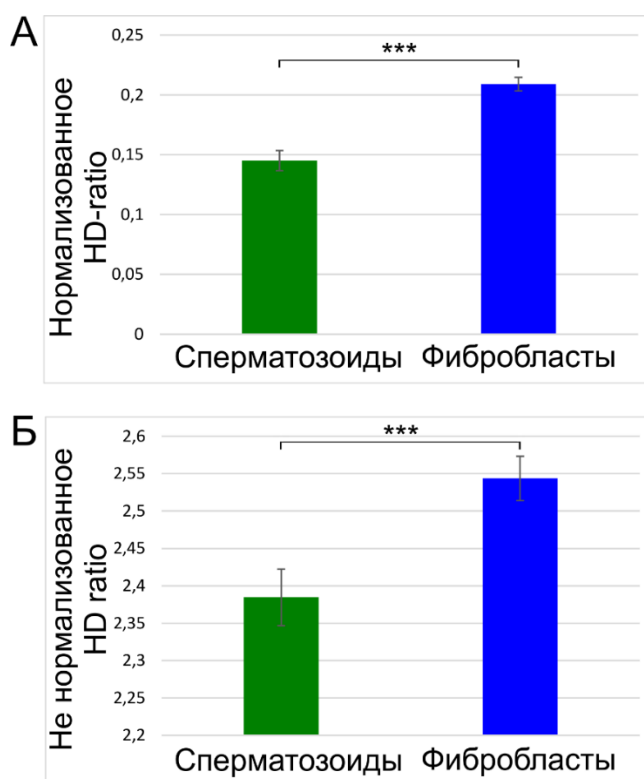 А
Нормализованное
HD-ratio
0,25
0,2
0,15
0,1
0,05
0
***
Сперматозоиды Фибробласты
Б
Не нормализованное
HD ratio
2,6
2,55
2,5
2,45
2,4
2,35
2,3
2,25
2,2
***
Сперматозоиды Фибробласты